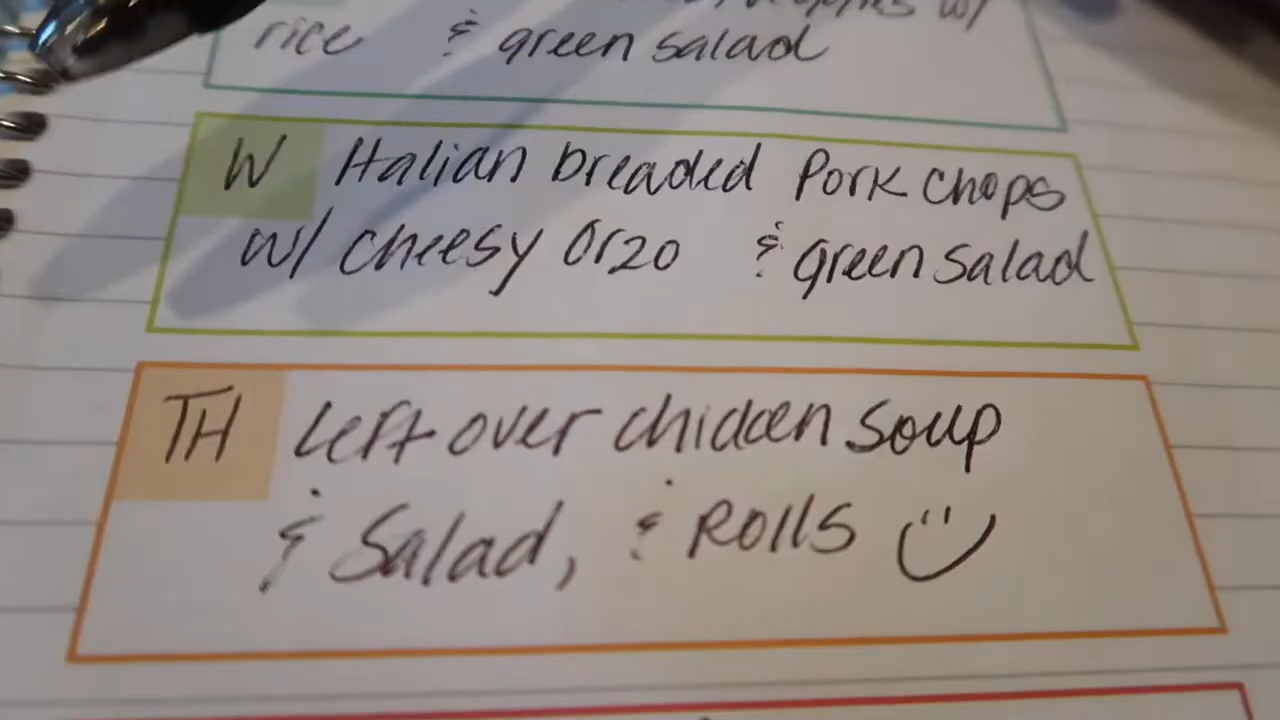 w/
rice & green salad
W Italian breaded Pork Chops
w/ cheesy Orzo & green salad
TH Left over chicken soup
& Salad, & Rolls